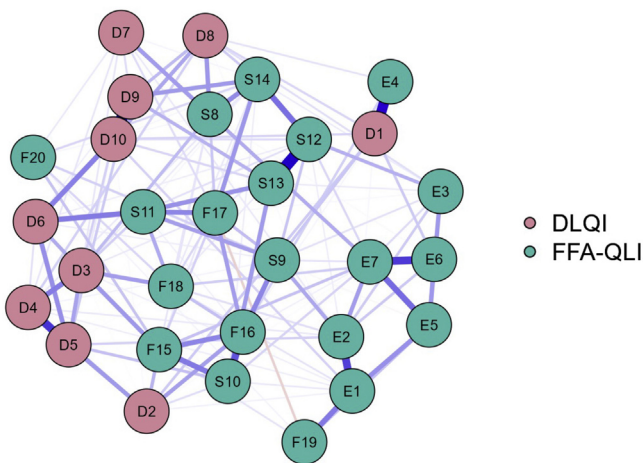 D7
D8
S14
E4
D9
S8
D1
D10
S12
F20
S13
E3
D6
S11
F17
D3
S9
E7
E6
F18
D4
D5
F15
F16
E2
E5
S10
E1
D2
F19
DLQI
FFA-QLI